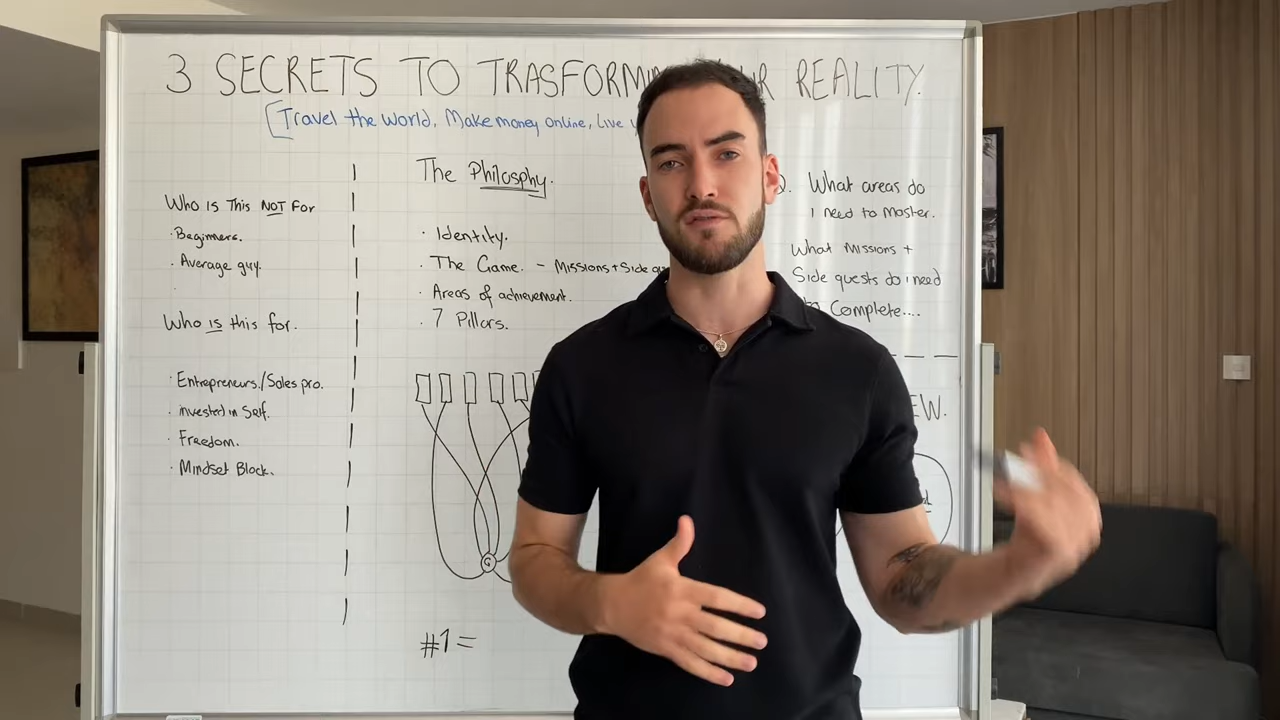 3 SECRETS TO TRASFORMIN UR REALITY.
[Travel the World, Make money online, Live
Who is This NOT For
· Beginners.
· Average guy.
·
Who is this for.
· Entrepreneurs/Sales pro.
· invested in Self.
· Freedom.
· Mindset Block.
The Philosphy.
· Identity.
· The Game. - Missions + Side
· Areas of achievement.
· 7 Pillars.
#1 =
What areas do
I need to Master.
What Missions +
Side quests do i need
to Complete....
EW.